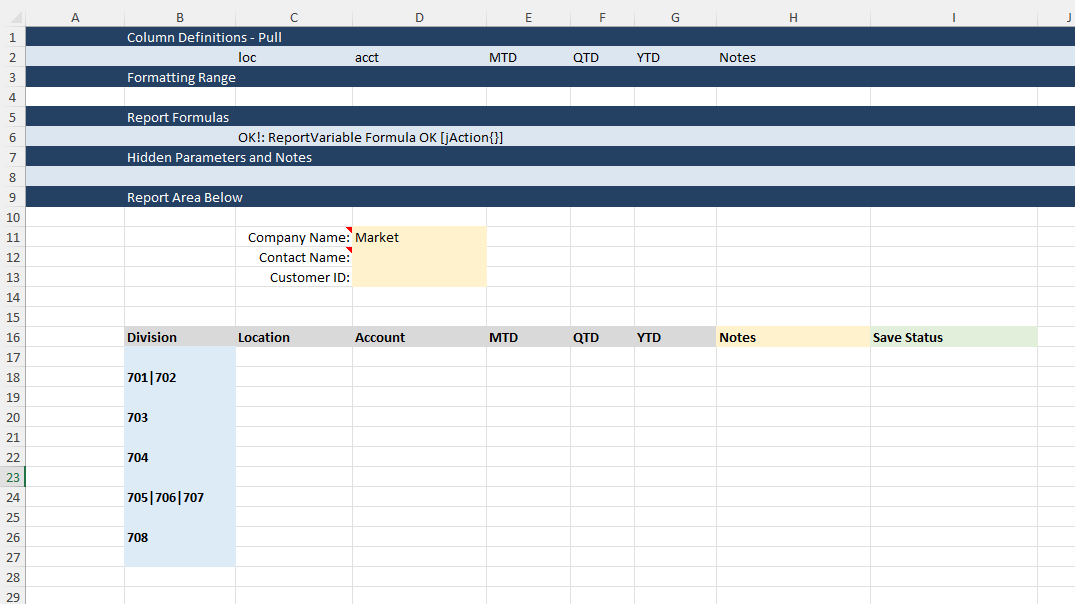 A B C D E F G H I J
1 Column Definitions - Pull
2 loc acct MTD QTD YTD Notes
3 Formatting Range
4
5 Report Formulas
6 OK!: ReportVariable Formula OK [jAction{}]
7 Hidden Parameters and Notes
8
9 Report Area Below
10
11 Company Name: Market
12 Contact Name:
13 Customer ID:
14
15
16 Division Location Account MTD QTD YTD Notes Save Status
17
18 701|702
19
20 703
21
22 704
23
24 705|706|707
25
26 708
27
28
29